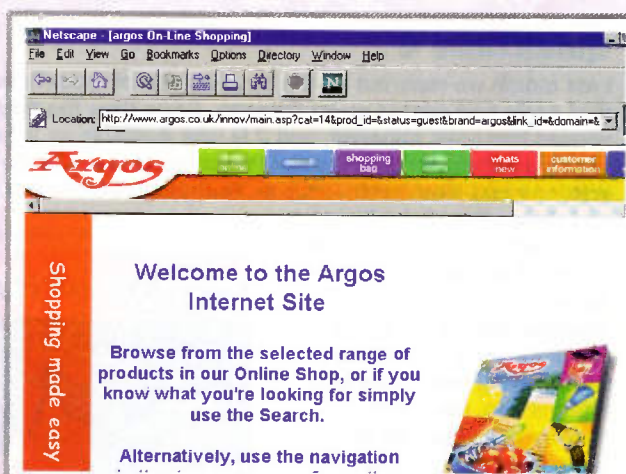 Netscape - [argos On-Line Shopping]
File Edit View Go Bookmarks Options Directory Window Help
Location: http://www.argos.co.uk/innov/main.asp?cat=14&prod_id=&status=guest&brand=argos&link_id=&domain=&
Argos
shopping bag
whats new
customer information
Shopping made easy
Welcome to the Argos
Internet Site
Browse from the selected range of
products in our Online Shop, or if you
know what you're looking for simply
use the Search.
Argos
Alternatively, use the navigation